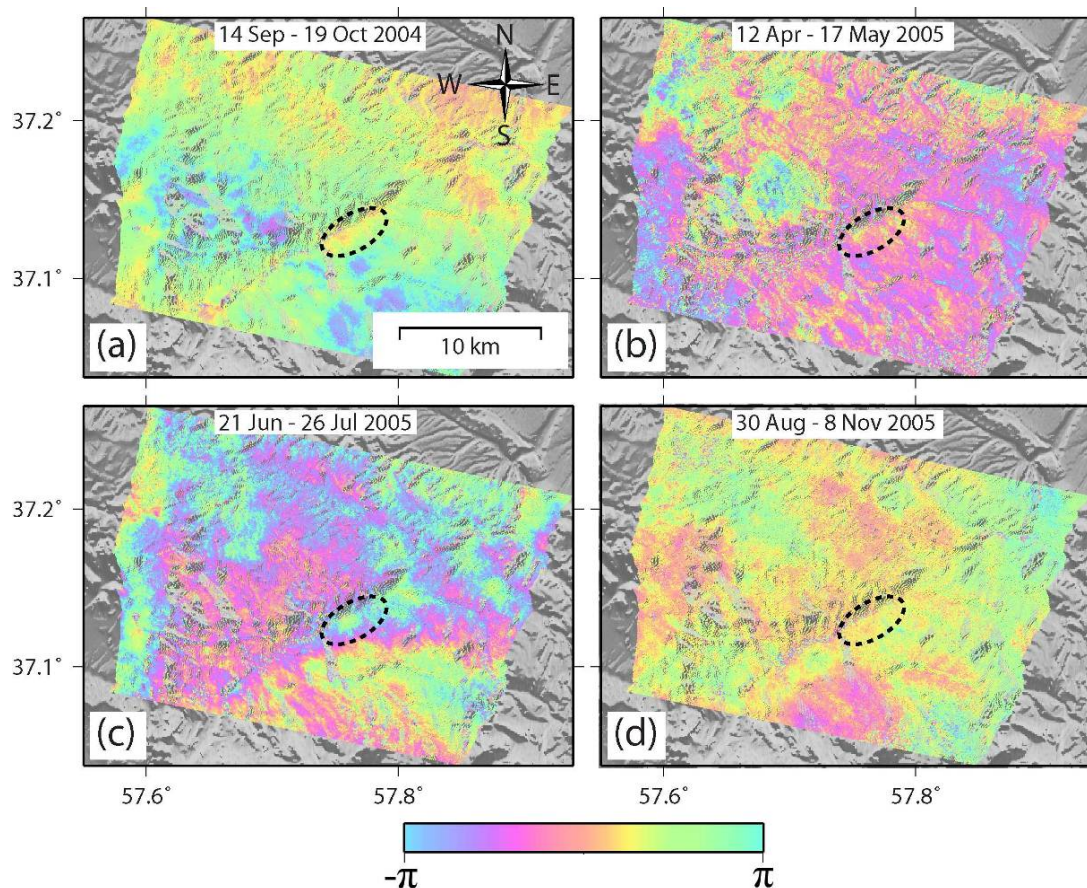 14 Sep - 19 Oct 2004
N
W E
S
37.2°
37.1°
(a)
10 km
12 Apr - 17 May 2005
(b)
21 Jun - 26 Jul 2005
37.2°
37.1°
(c)
57.6° 57.8°
30 Aug - 8 Nov 2005
(d)
57.6° 57.8°
-π π